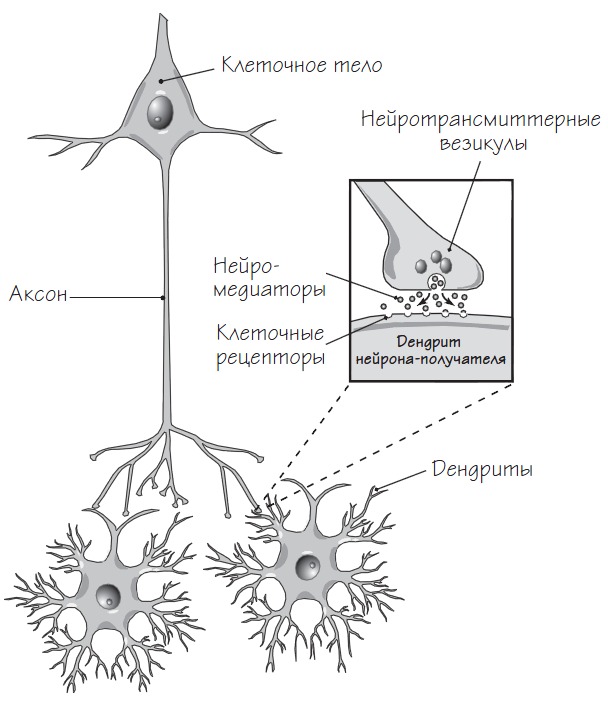 Клеточное тело
Нейротрансмиттерные
везикулы
Нейро-
медиаторы
Аксон
Клеточные
рецепторы
Дендрит
нейрона-получателя
Дендриты